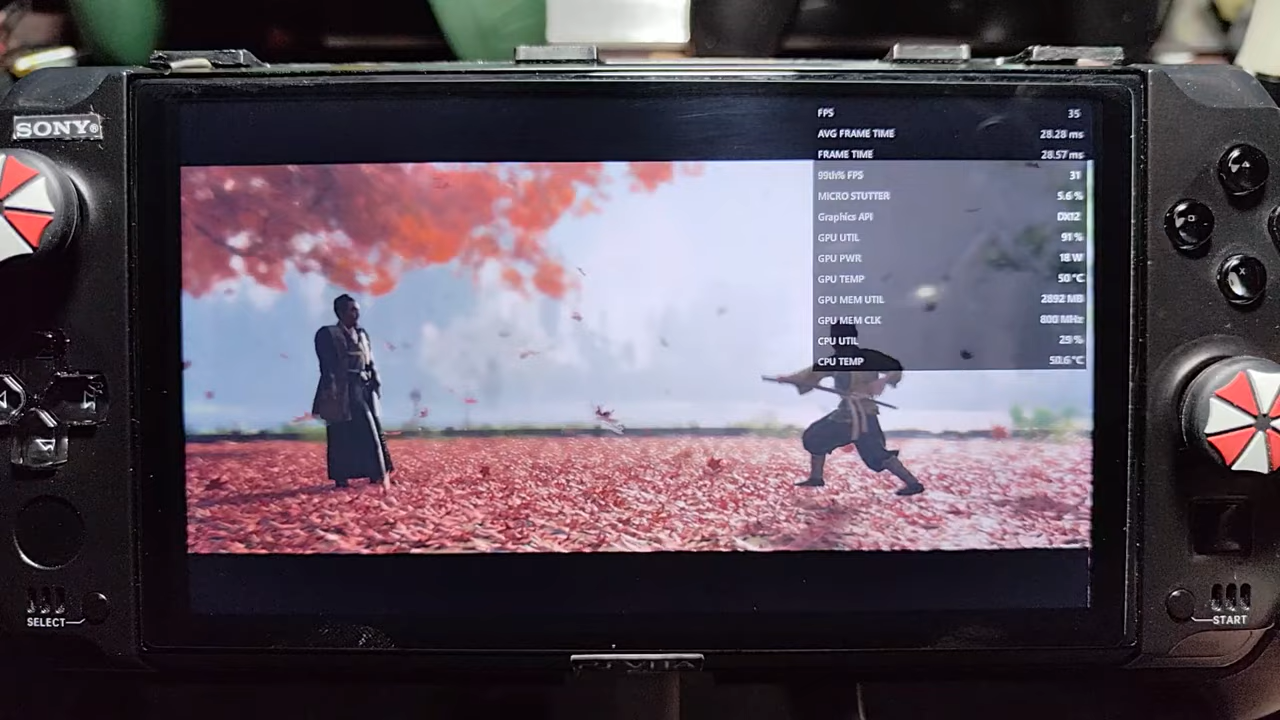 SONY®
FPS 35
AVG FRAME TIME 28.28 ms
FRAME TIME 28.57 ms
99th% FPS 31
MICRO STUTTER 5.6 %
Graphics API DX12
GPU UTIL 91 %
GPU PWR 18 W
GPU TEMP 50 °C
GPU MEM UTIL 2892 MB
GPU MEM CLK 800 MHz
CPU UTIL 29 %
CPU TEMP 50.6 °C
SELECT
START
PSVITA